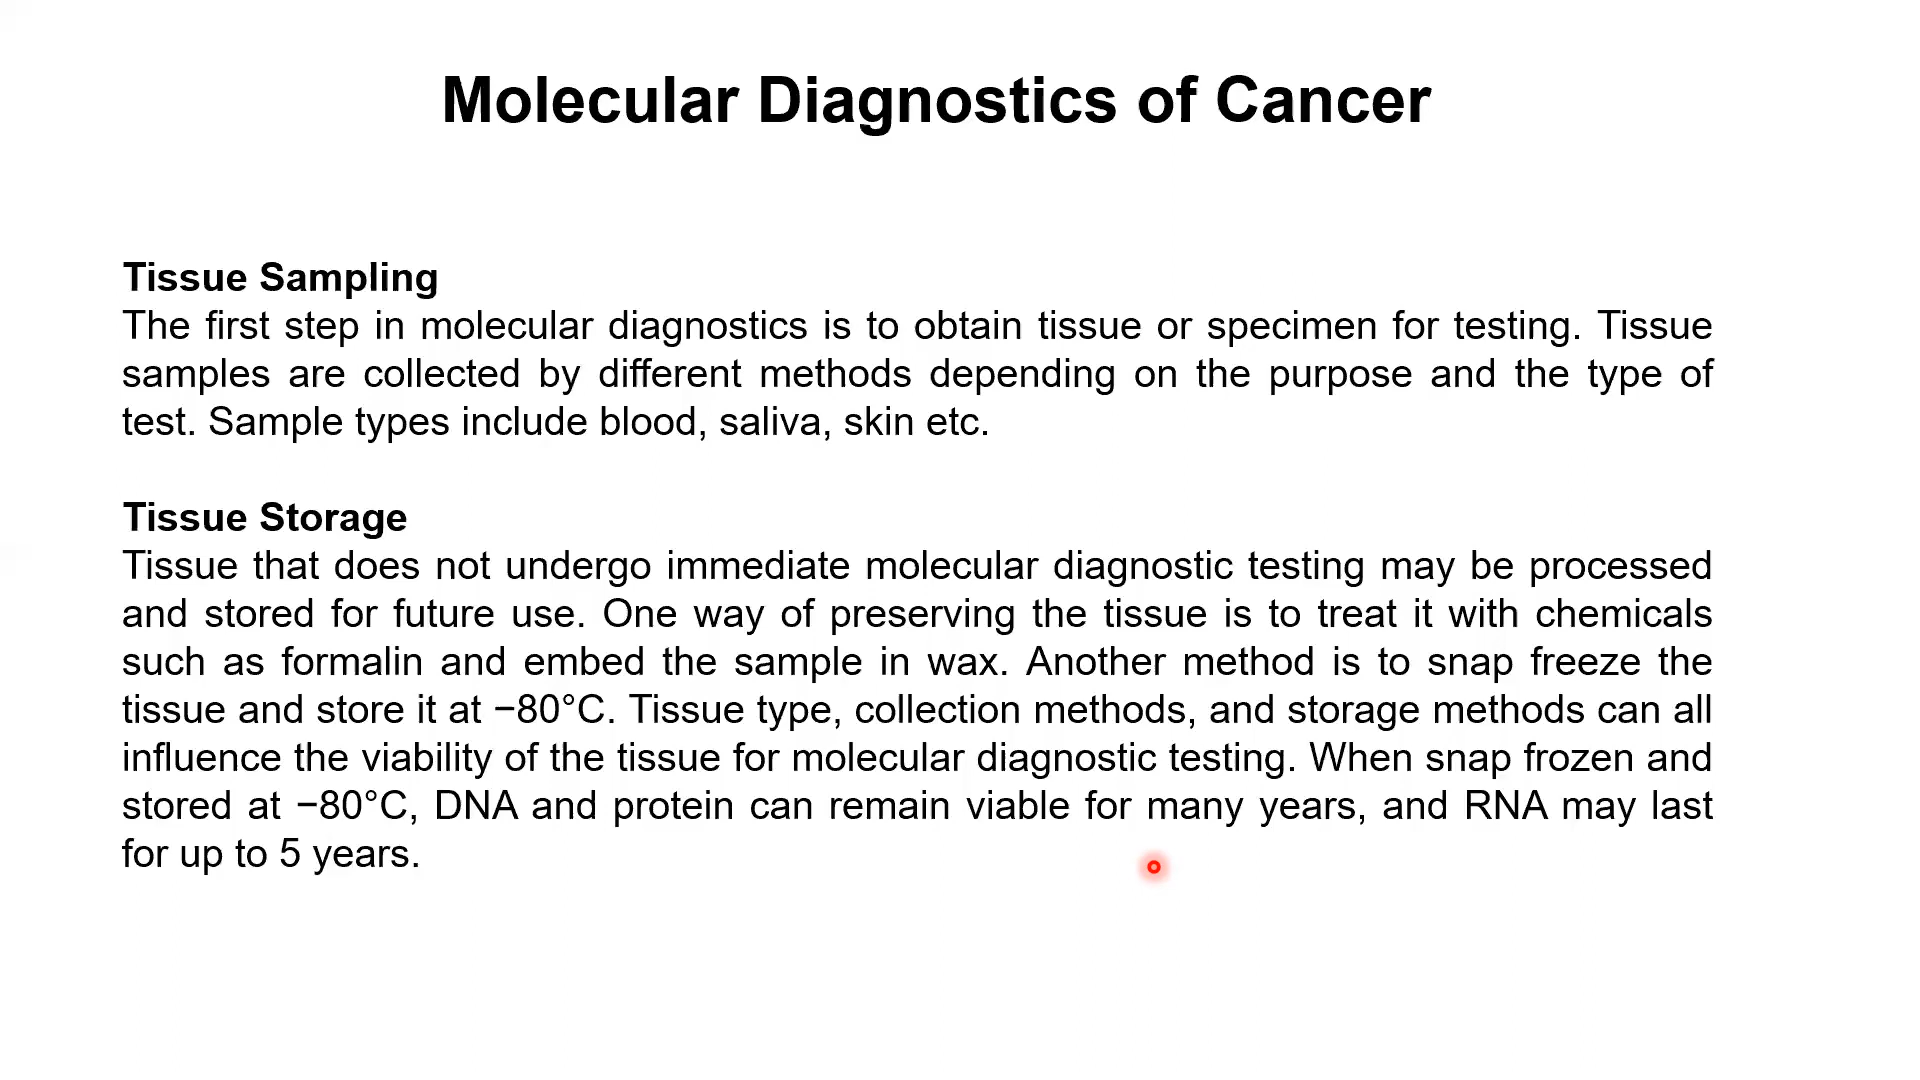 Molecular Diagnostics of Cancer
Tissue Sampling
The first step in molecular diagnostics is to obtain tissue or specimen for testing. Tissue
samples are collected by different methods depending on the purpose and the type of
test. Sample types include blood, saliva, skin etc.
Tissue Storage
Tissue that does not undergo immediate molecular diagnostic testing may be processed
and stored for future use. One way of preserving the tissue is to treat it with chemicals
such as formalin and embed the sample in wax. Another method is to snap freeze the
tissue and store it at −80°C. Tissue type, collection methods, and storage methods can all
influence the viability of the tissue for molecular diagnostic testing. When snap frozen and
stored at −80°C, DNA and protein can remain viable for many years, and RNA may last
for up to 5 years.